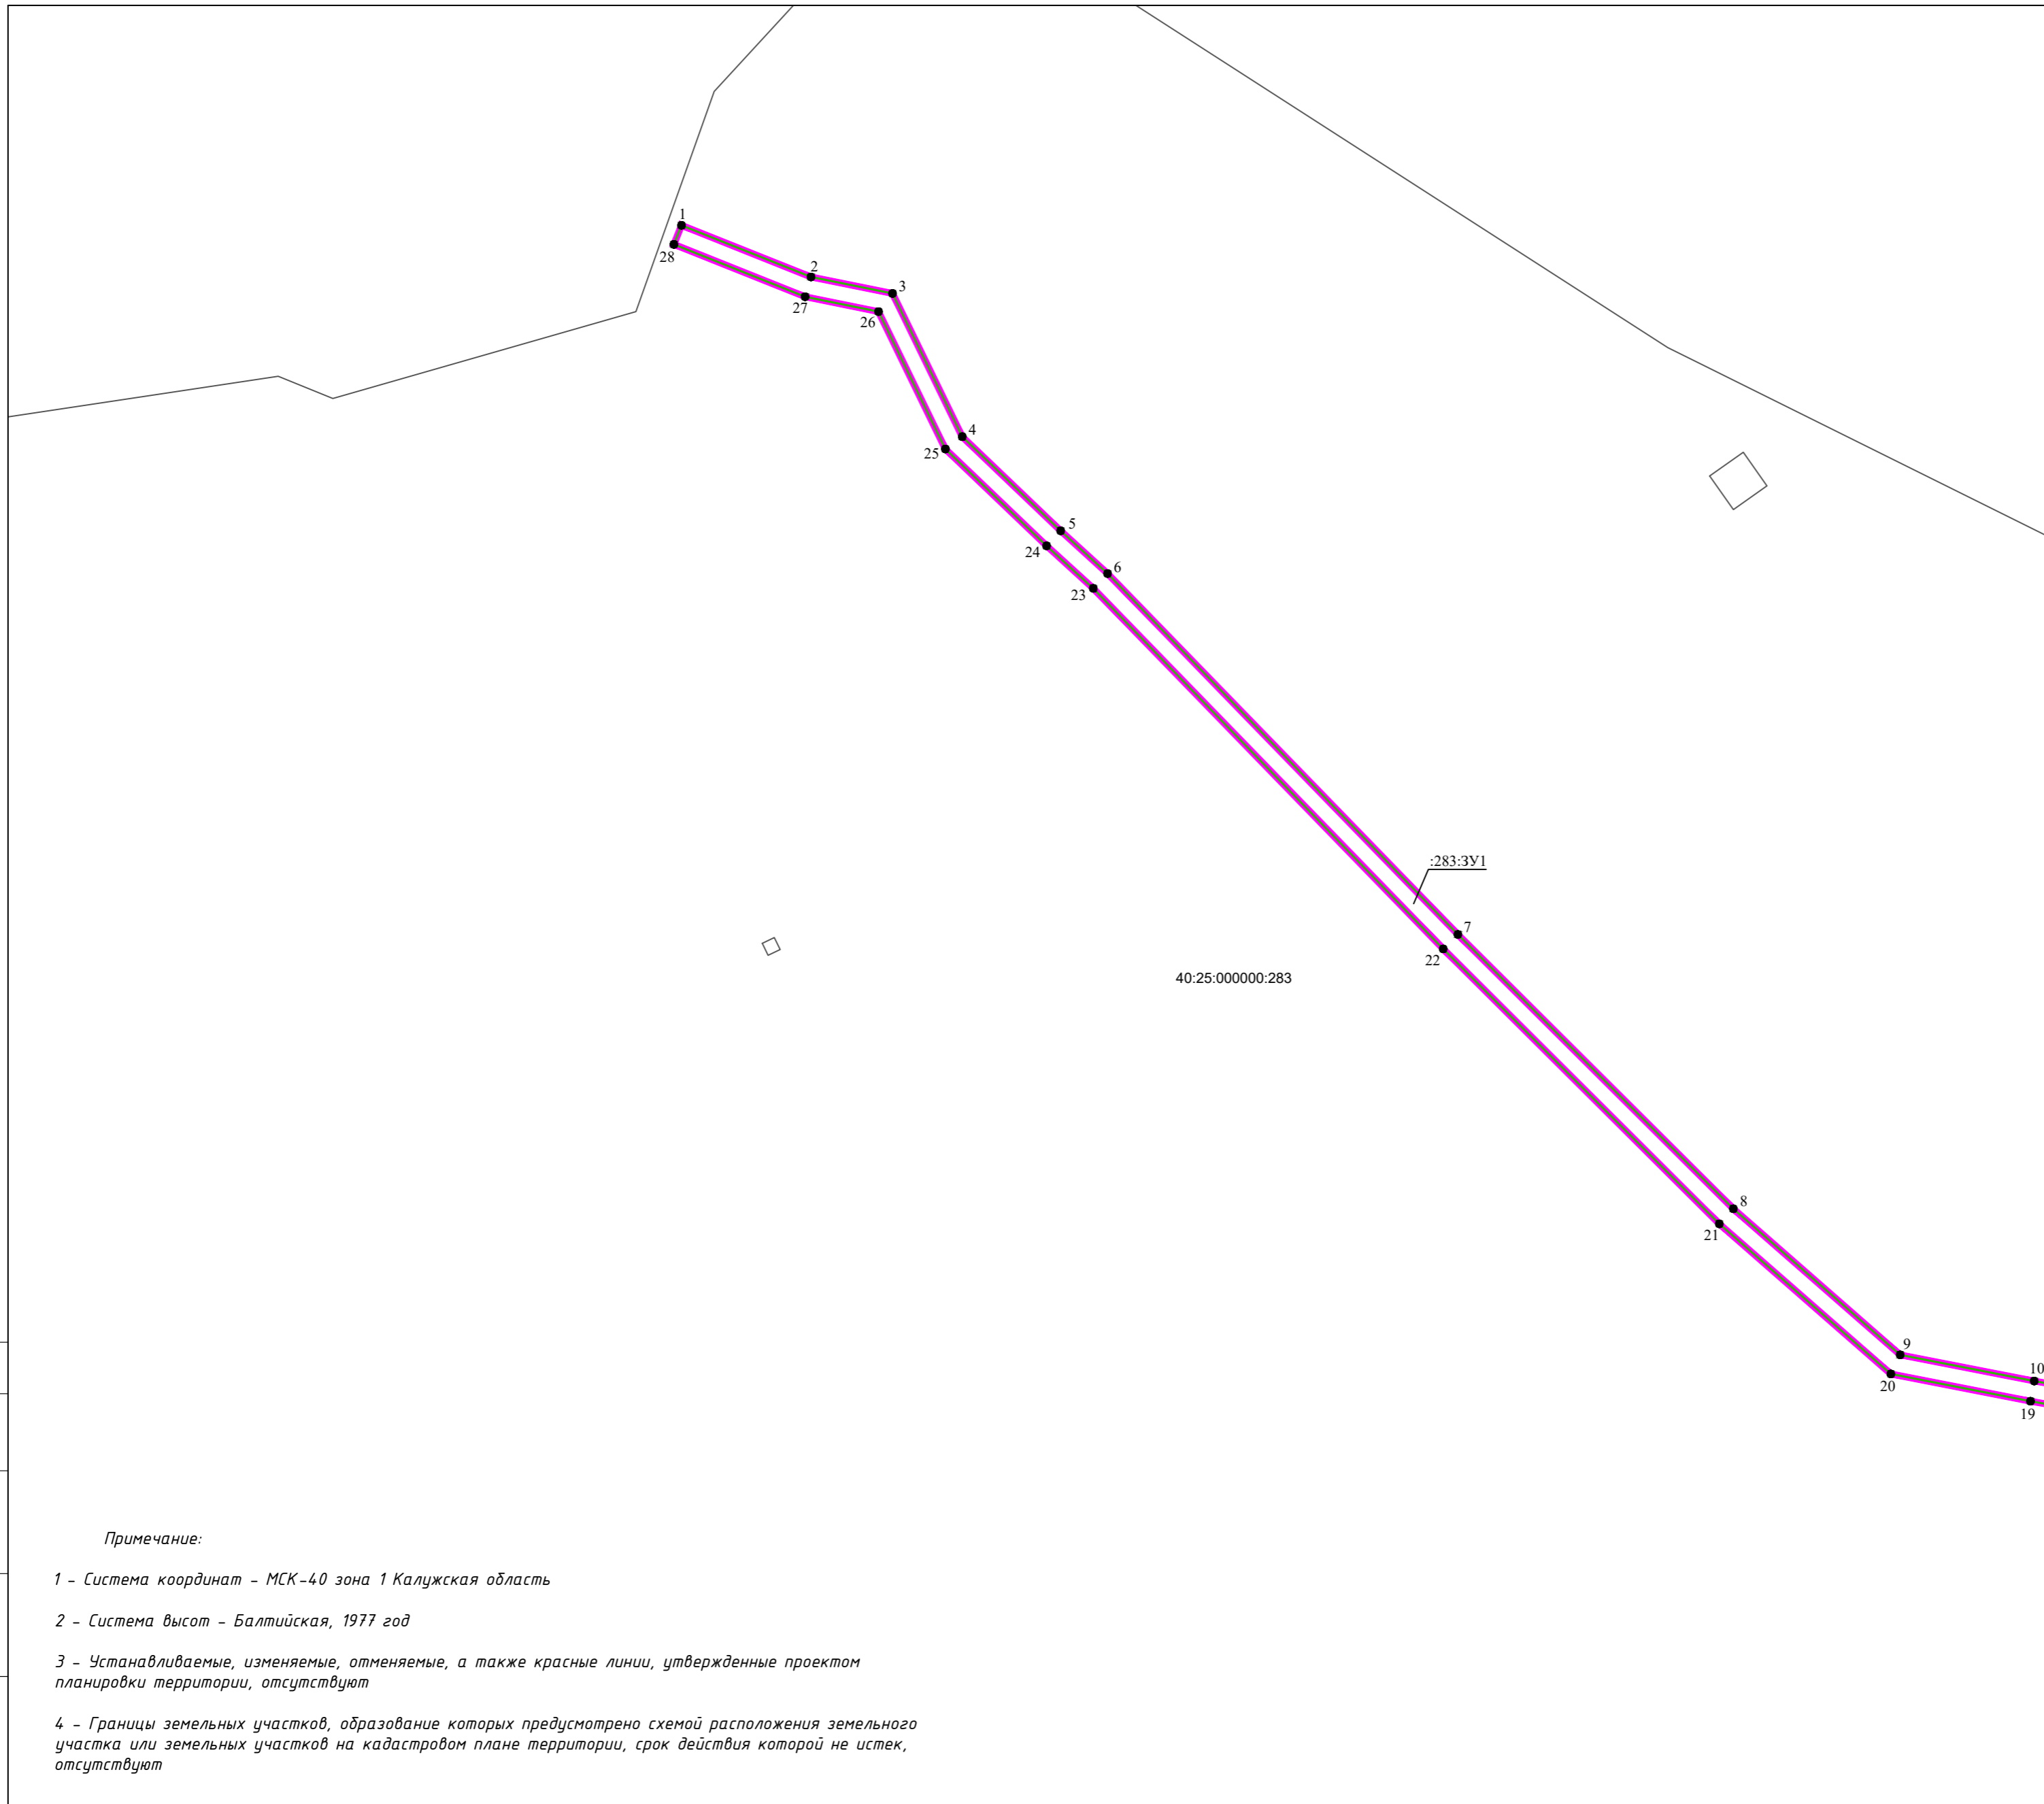 1
28
2
3
27
26
4
25
5
24
6
23
:283:ЗУ1
7
22
40:25:000000:283
8
21
9
10
20
19
Примечание:
1 - Система координат - МСК-40 зона 1 Калужская область
2 - Система высот - Балтийская, 1977 год
3 - Устанавливаемые, изменяемые, отменяемые, а также красные линии, утвержденные проектом
планировки территории, отсутствуют
4 - Границы земельных участков, образование которых предусмотрено схемой расположения земельного
участка или земельных участков на кадастровом плане территории, срок действия которой не истек,
отсутствуют